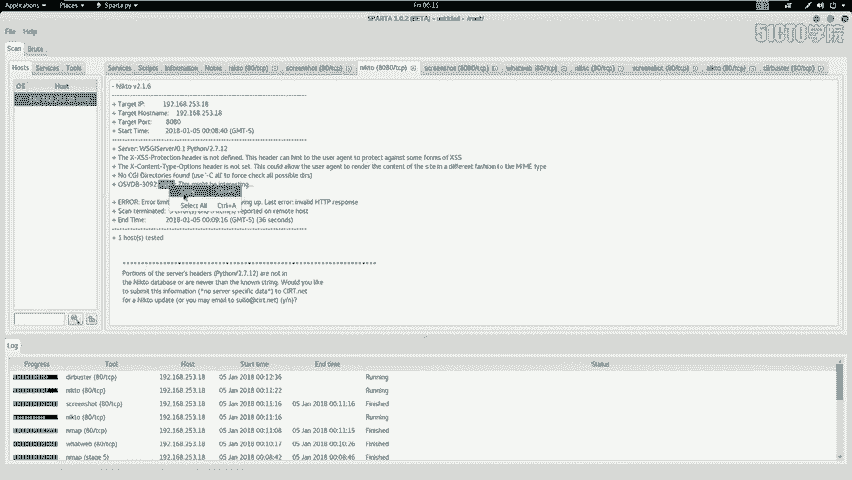 Applications Places Sparta.py Fri 00:15
SPARTA 1.0.2 (BETA) - untitled - /root/
51CTO学院
File Help
Scan Brute
Hosts Services Tools
Services Scripts Information Notes nikto (80/tcp) screenshot (80/tcp) nikto (8080/tcp) screenshot (8080/tcp) whatweb (80/tcp) nikto (80/tcp) screenshot (80/tcp) nikto (80/tcp) dirbuster (80/tcp)
OS Host
- Nikto v2.1.6
+ Target IP: 192.168.253.18
+ Target Hostname: 192.168.253.18
+ Target Port: 8080
+ Start Time: 2018-01-05 00:08:40 (GMT-5)
+ Server: WSGIServer/0.1 Python/2.7.12
+ The X-XSS-Protection header is not defined. This header can hint to the user agent to protect against some forms of XSS
+ The X-Content-Type-Options header is not set. This could allow the user agent to render the content of the site in a different fashion to the MIME type
+ No CGI Directories found (use '-C all' to force check all possible dirs)
+ OSVDB-3092: This might be interesting...
+ ERROR: Error limit giving up. Last error: invalid HTTP response
+ Scan terminated: reported on remote host
Select All Ctrl+A
+ End Time: 2018-01-05 00:09:16 (GMT-5) (36 seconds)
+ 1 host(s) tested
Portions of the server's headers (Python/2.7.12) are not in
the Nikto database or are newer than the known string. Would you like
to submit this information (*no server specific data*) to CIRT.net
for a Nikto update (or you may email to sullo@cirt.net) (y/n)?
Log
Progress Tool Host Start time End time Status
dirbuster (80/tcp) 192.168.253.18 05 Jan 2018 00:12:36 Running
nikto (80/tcp) 192.168.253.18 05 Jan 2018 00:11:22 Running
screenshot (80/tcp) 192.168.253.18 05 Jan 2018 00:11:16 05 Jan 2018 00:11:16 Finished
nikto (80/tcp) 192.168.253.18 05 Jan 2018 00:11:16 Running
nmap (80/tcp) 192.168.253.18 05 Jan 2018 00:11:08 05 Jan 2018 00:11:15 Finished
whatweb (80/tcp) 192.168.253.18 05 Jan 2018 00:10:17 05 Jan 2018 00:10:26 Finished
nmap (stage 5) 192.168.253.18 05 Jan 2018 00:08:46 Finished